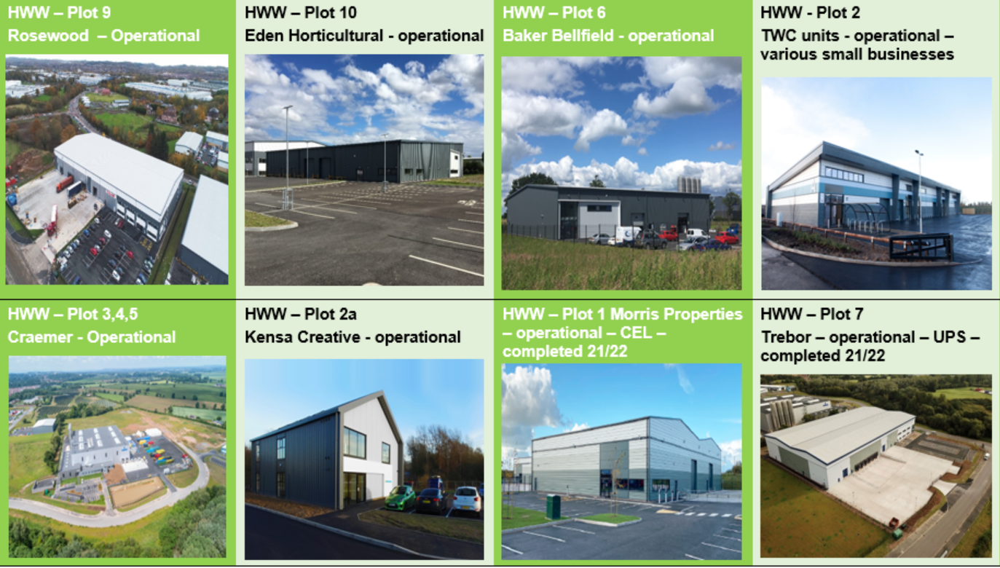 HWW – Plot 9
Rosewood – Operational
HWW – Plot 10
Eden Horticultural - operational
HWW – Plot 6
Baker Bellfield - operational
HWW - Plot 2
TWC units - operational –
various small businesses
HWW – Plot 3,4,5
Craemer - Operational
HWW – Plot 2a
Kensa Creative - operational
HWW – Plot 1 Morris Properties
– operational – CEL –
completed 21/22
HWW – Plot 7
Trebor – operational – UPS –
completed 21/22